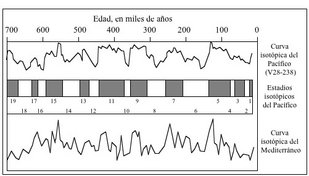 Edad, en miles de años
700 600 500 400 300 200 100 0
Curva
isotópica del
Pacífico
(V28-238)
Estadios
isotópicos
del Pacífico
19 17 15 13 11 9 7 5 3 1
18 16 14 12 10 8 6 4 2
Curva
isotópica del
Mediterráneo